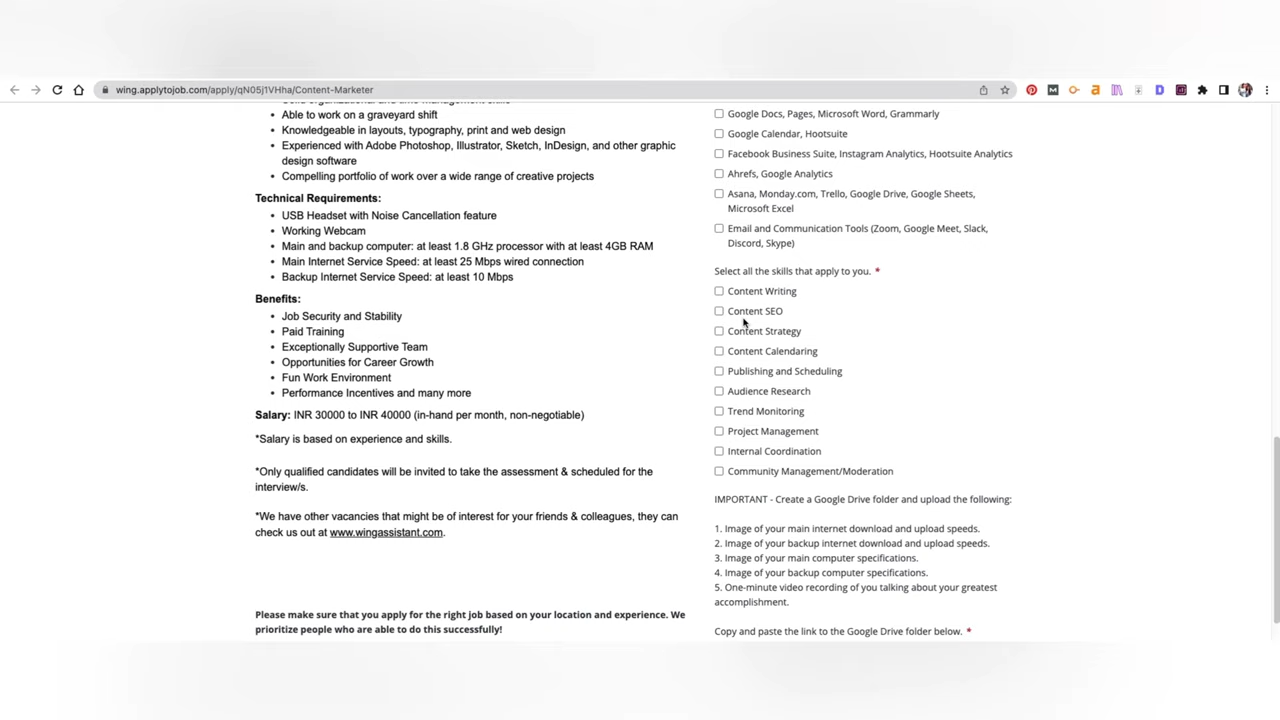 wing.applytojob.com/apply/qN05j1VHha/Content-Marketer
Solid organizational and time management skills
• Able to work on a graveyard shift
• Knowledgeable in layouts, typography, print and web design
• Experienced with Adobe Photoshop, Illustrator, Sketch, InDesign, and other graphic
design software
• Compelling portfolio of work over a wide range of creative projects
Technical Requirements:
• USB Headset with Noise Cancellation feature
• Working Webcam
• Main and backup computer: at least 1.8 GHz processor with at least 4GB RAM
• Main Internet Service Speed: at least 25 Mbps wired connection
• Backup Internet Service Speed: at least 10 Mbps
Benefits:
• Job Security and Stability
• Paid Training
• Exceptionally Supportive Team
• Opportunities for Career Growth
• Fun Work Environment
• Performance Incentives and many more
Salary: INR 30000 to INR 40000 (in-hand per month, non-negotiable)
*Salary is based on experience and skills.
*Only qualified candidates will be invited to take the assessment & scheduled for the
interview/s.
*We have other vacancies that might be of interest for your friends & colleagues, they can
check us out at www.wingassistant.com.
Please make sure that you apply for the right job based on your location and experience. We
prioritize people who are able to do this successfully!
Google Docs, Pages, Microsoft Word, Grammarly
Google Calendar, Hootsuite
Facebook Business Suite, Instagram Analytics, Hootsuite Analytics
Ahrefs, Google Analytics
Asana, Monday.com, Trello, Google Drive, Google Sheets,
Microsoft Excel
Email and Communication Tools (Zoom, Google Meet, Slack,
Discord, Skype)
Select all the skills that apply to you. *
Content Writing
Content SEO
Content Strategy
Content Calendaring
Publishing and Scheduling
Audience Research
Trend Monitoring
Project Management
Internal Coordination
Community Management/Moderation
IMPORTANT - Create a Google Drive folder and upload the following:
1. Image of your main internet download and upload speeds.
2. Image of your backup internet download and upload speeds.
3. Image of your main computer specifications.
4. Image of your backup computer specifications.
5. One-minute video recording of you talking about your greatest
accomplishment.
Copy and paste the link to the Google Drive folder below. *